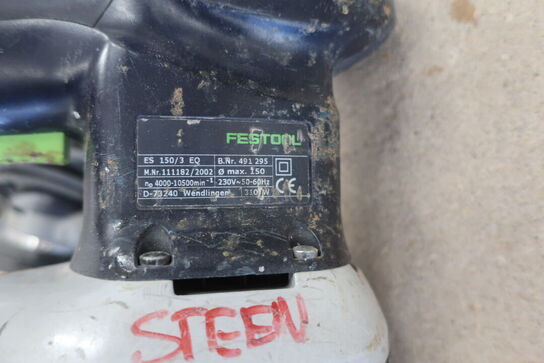 FESTOOL
ES 150/3 EQ B.Nr. 491 295
M.Nr. 111182/2002 Ø max. 150
n₀ 4000-10500min⁻¹ 230V~50-60Hz
D-73240 Wendlingen CE
STEEN